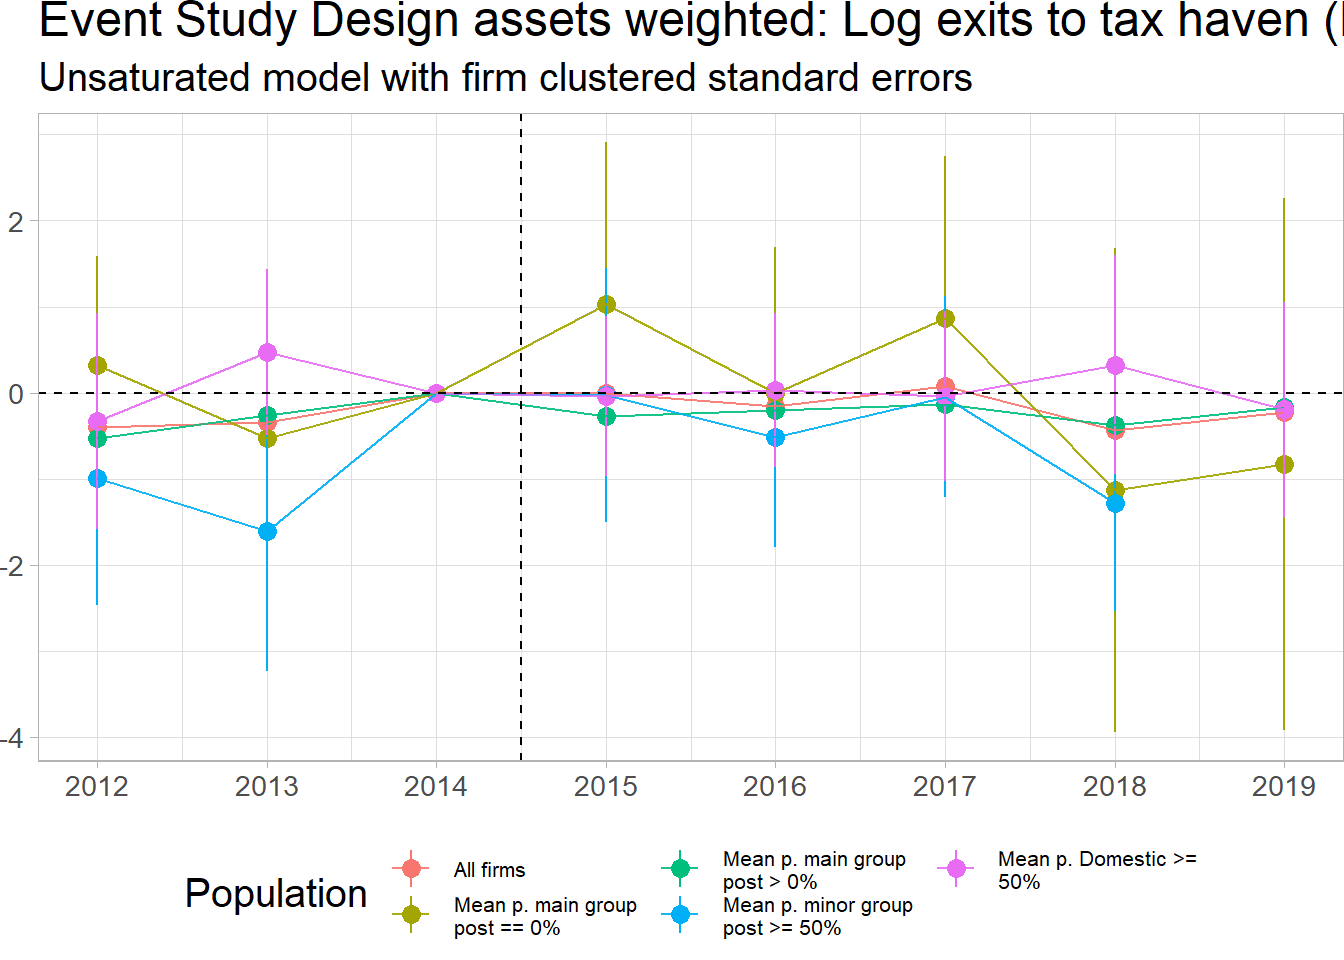 Event Study Design assets weighted: Log exits to tax haven (
Unsaturated model with firm clustered standard errors
2
0
-2
-4
2012 2013 2014 2015 2016 2017 2018 2019
Population
All firms
Mean p. main group
post == 0%
Mean p. main group
post > 0%
Mean p. minor group
post >= 50%
Mean p. Domestic >=
50%